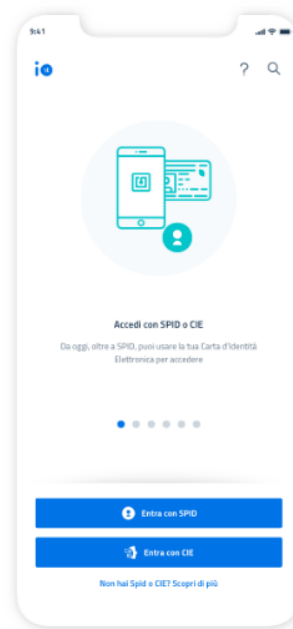 9:41
io
?
Accedi con SPID o CIE
Da oggi, oltre a SPID, puoi usare la tua Carta d'Identità
Elettronica per accedere
Entra con SPID
Entra con CIE
Non hai Spid o CIE? Scopri di più